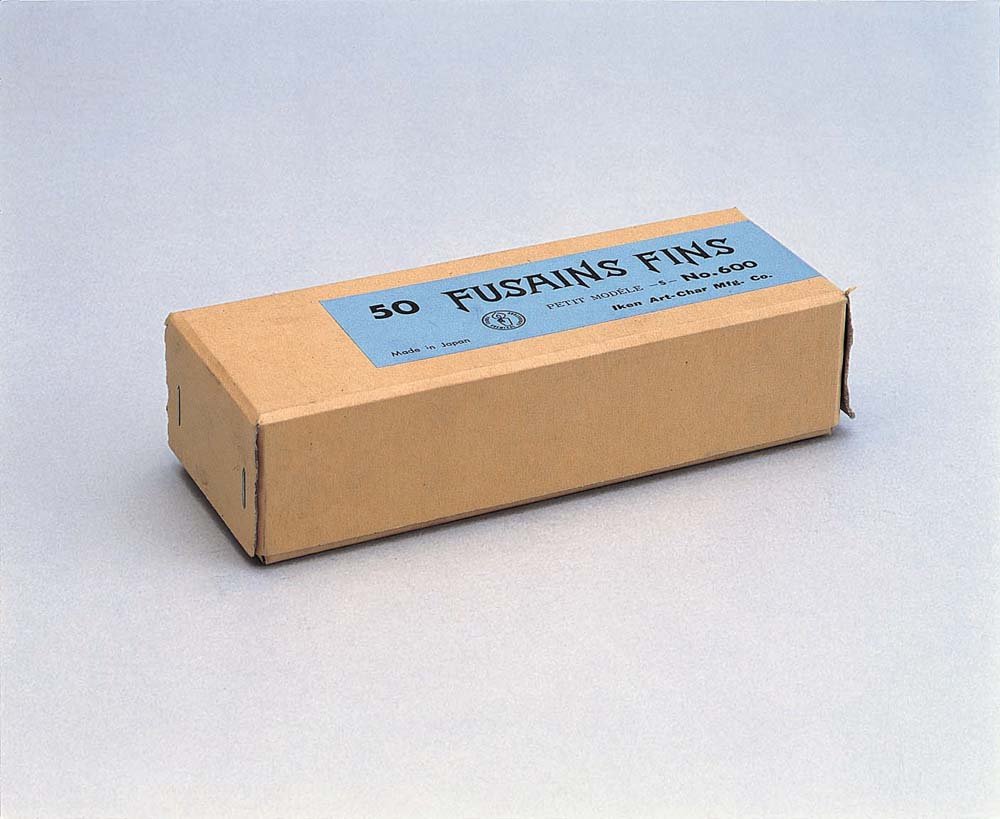 50 FUSAINS FINS
PETIT MODÈLE —S— No.600
Made in Japan
Iken Art-Char Mfg. Co.